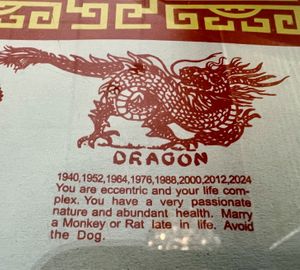 DRAGON
1940,1952,1964,1976,1988,2000,2012,2024
You are eccentric and your life com-
plex. You have a very passionate
nature and abundant health. Marry
a Monkey or Rat late in life. Avoid
the Dog.